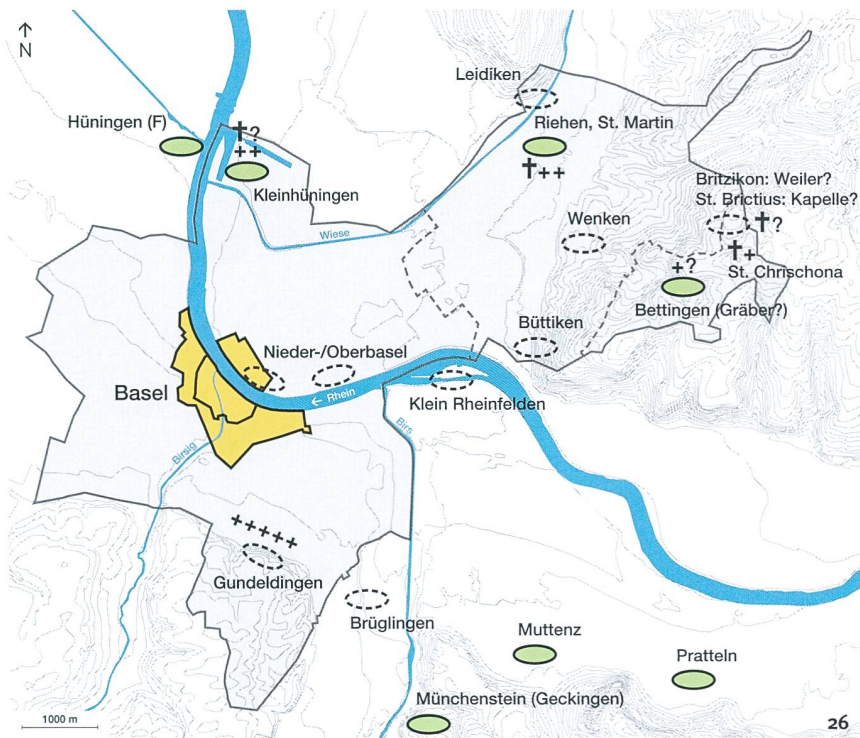 N
Leidiken
Hüningen (F)
✝?
++
Riehen, St. Martin
✝++
Kleinhüningen
Britzikon: Weiler?
St. Brictius: Kapelle?
✝?
Wenken
Wiese
✝+
St. Chrischona
+?
Bettingen (Gräber?)
Büttiken
Nieder-/Oberbasel
Basel
← Rhein
Klein Rheinfelden
Birs
Birsig
+++++
Gundeldingen
Brüglingen
Muttenz
Pratteln
Münchenstein (Geckingen)
1000 m
26